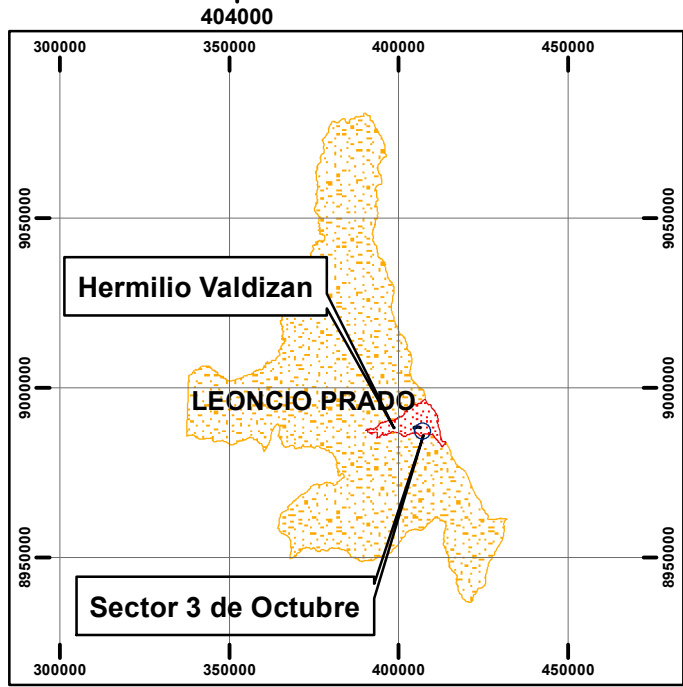 404000
300000 350000 400000 450000
9050000 9050000
Hermilio Valdizan
9000000 9000000
LEONCIO PRADO
8950000 8950000
Sector 3 de Octubre
300000 350000 400000 450000